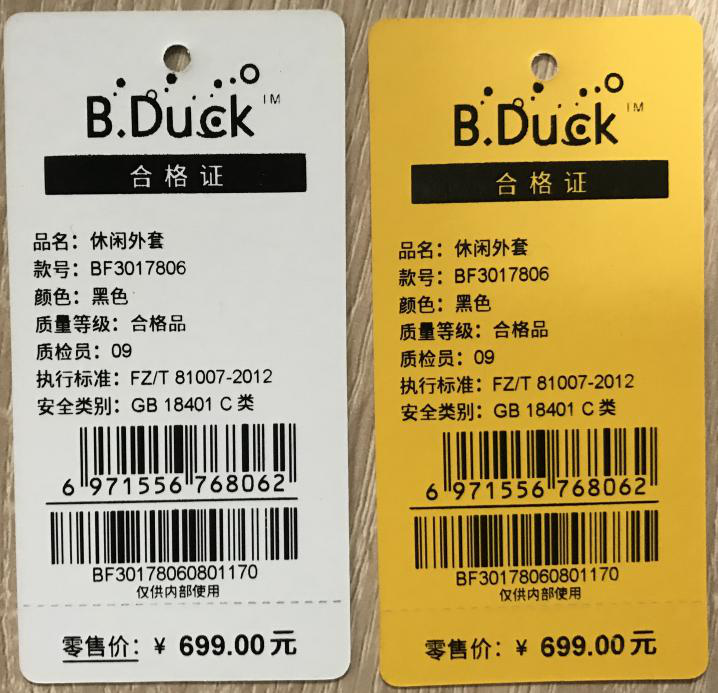 B.Duck TM
合格证
品名：休闲外套
款号：BF3017806
颜色：黑色
质量等级：合格品
质检员：09
执行标准：FZ/T 81007-2012
安全类别：GB 18401 C 类
6 971556 768062
BF30178060801170
仅供内部使用
零售价：￥ 699.00元
B.Duck TM
合格证
品名：休闲外套
款号：BF3017806
颜色：黑色
质量等级：合格品
质检员：09
执行标准：FZ/T 81007-2012
安全类别：GB 18401 C 类
6 971556 768062
BF30178060801170
仅供内部使用
零售价：￥ 699.00元